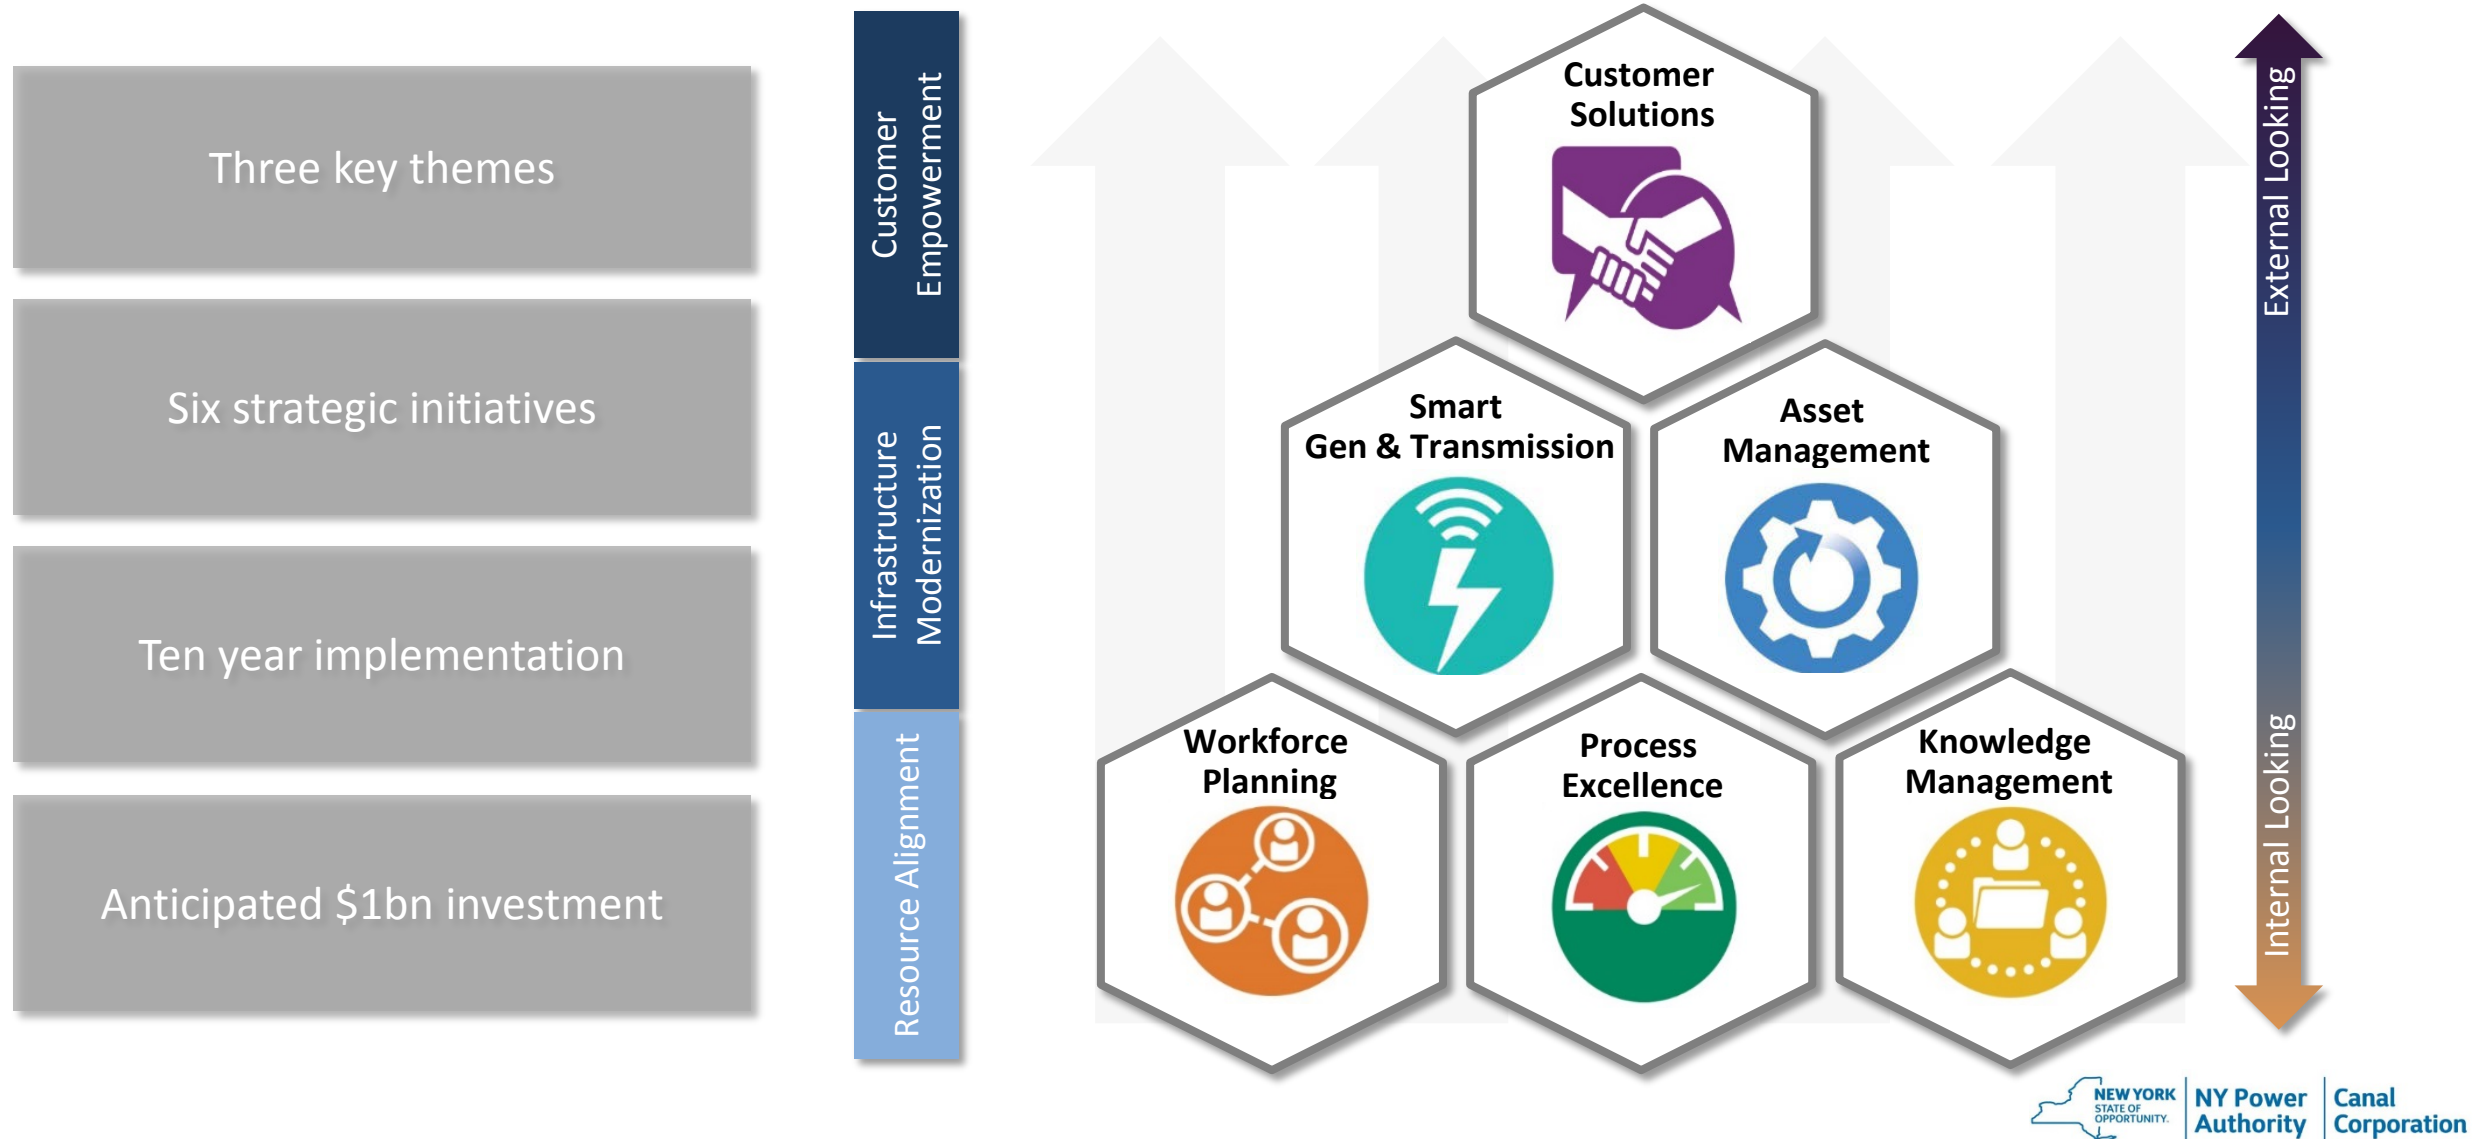 Three key themes
Six strategic initiatives
Ten year implementation
Anticipated $1bn investment
Customer
Empowerment
Infrastructure
Modernization
Resource Alignment
Customer
Solutions
Smart
Gen & Transmission
Asset
Management
Workforce
Planning
Process
Excellence
Knowledge
Management
External Looking
Internal Looking
NEW YORK
STATE OF
OPPORTUNITY.
NY Power
Authority
Canal
Corporation